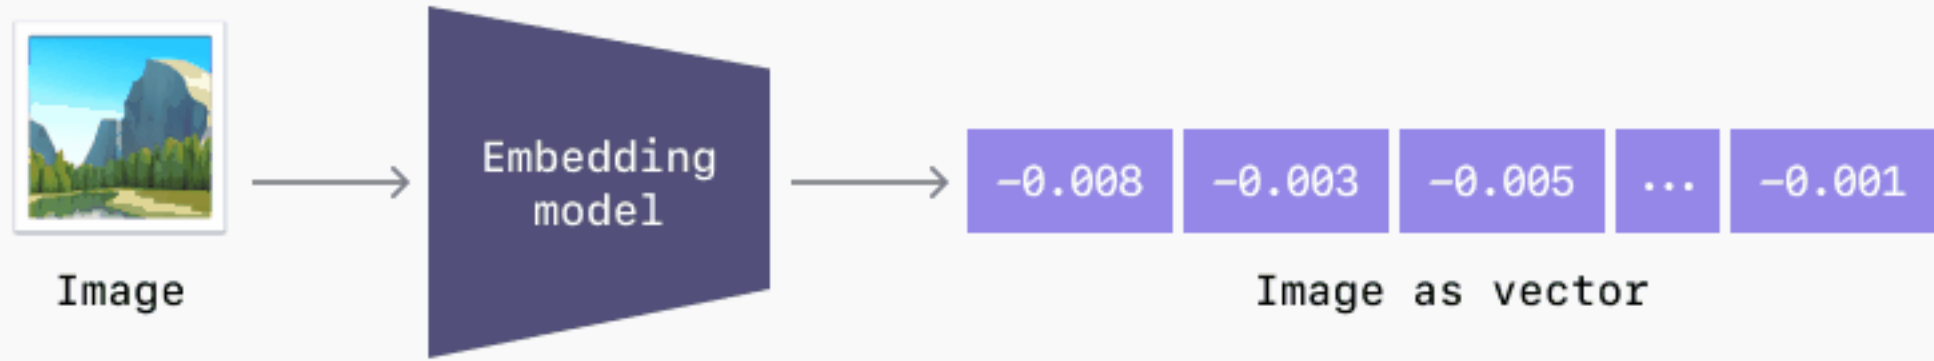 Embedding
model
−0.008 −0.003 −0.005 ... −0.001
Image
Image as vector